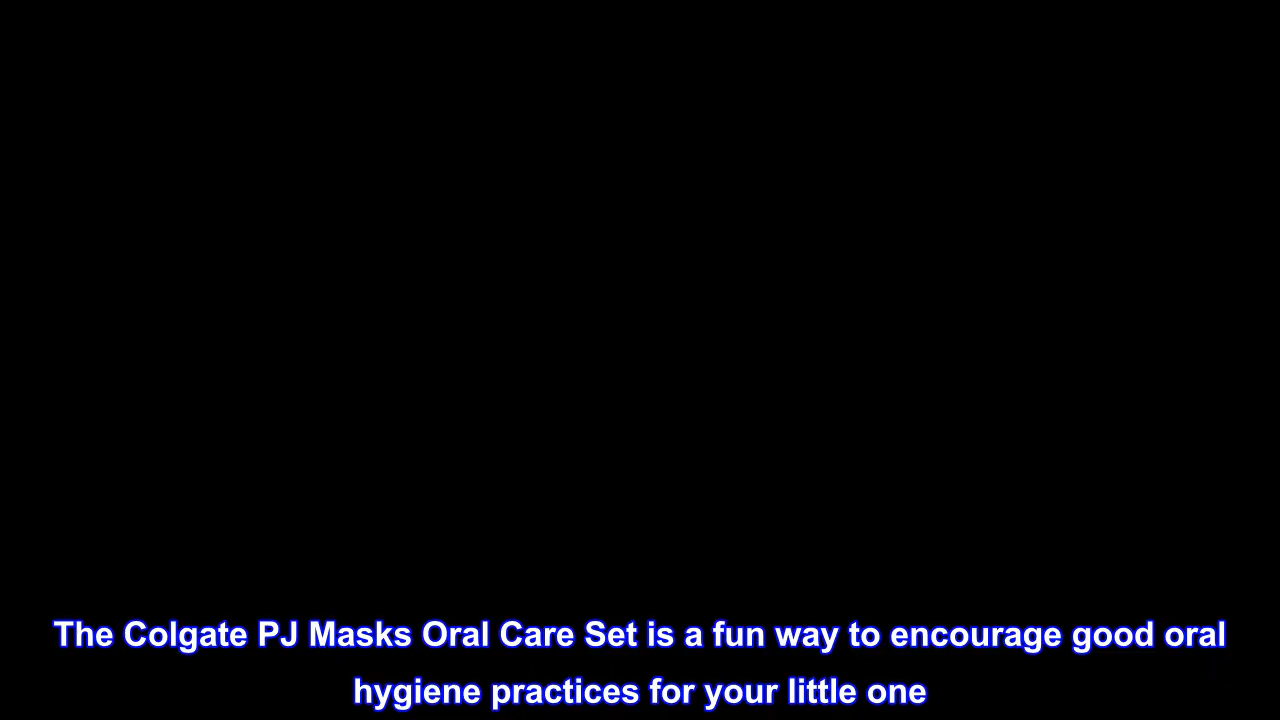 The Colgate PJ Masks Oral Care Set is a fun way to encourage good oral
hygiene practices for your little one